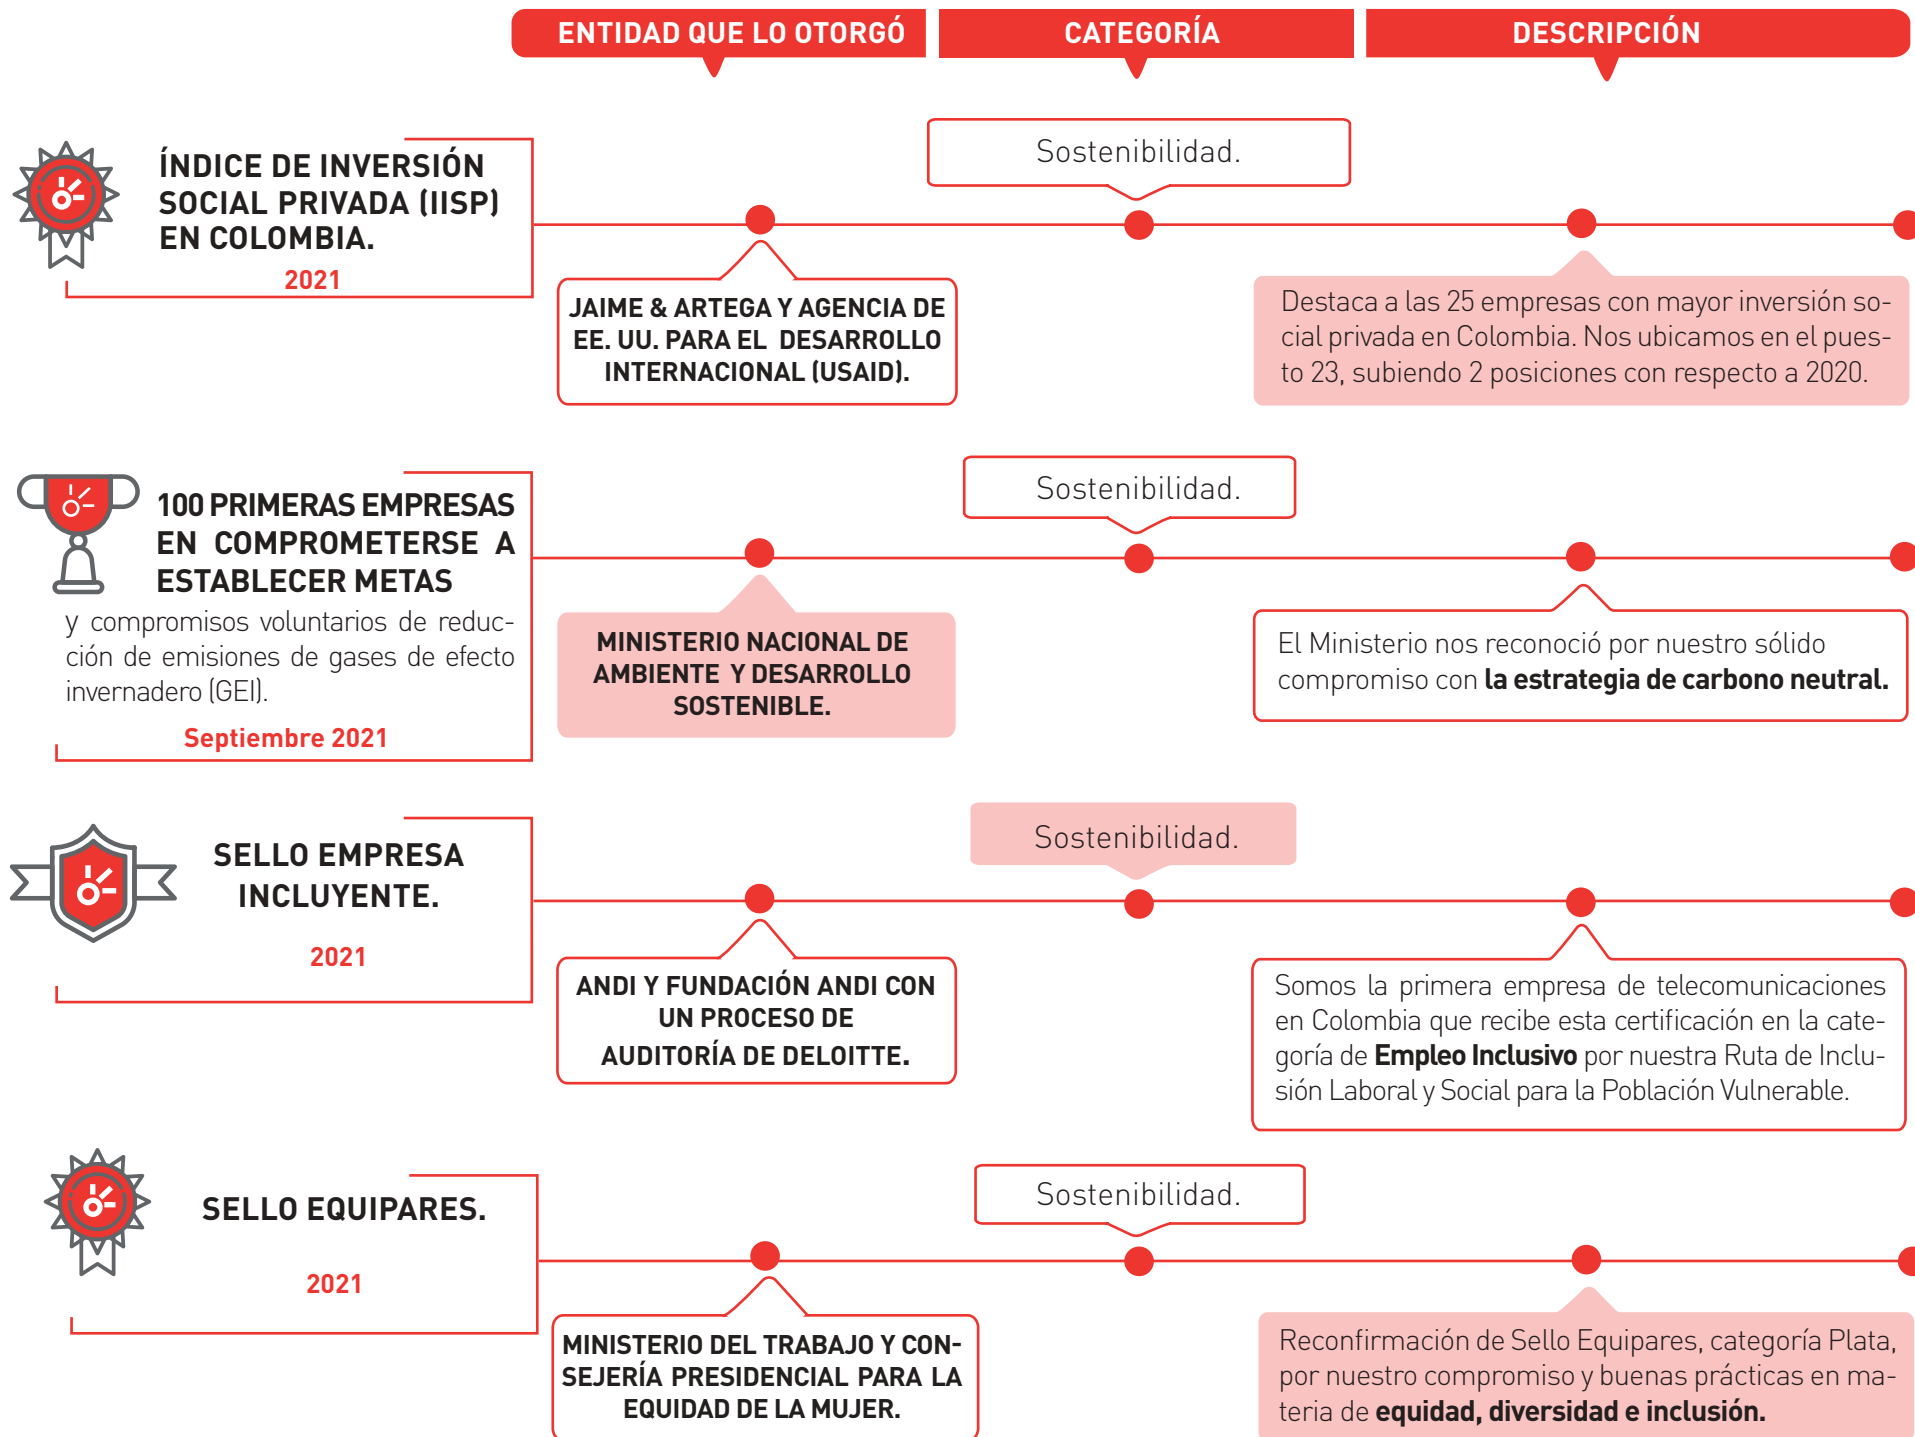 ENTIDAD QUE LO OTORGÓ
CATEGORÍA
DESCRIPCIÓN
ÍNDICE DE INVERSIÓN
SOCIAL PRIVADA (IISP)
EN COLOMBIA.
2021
JAIME & ARTEGA Y AGENCIA DE
EE. UU. PARA EL DESARROLLO
INTERNACIONAL (USAID).
Sostenibilidad.
Destaca a las 25 empresas con mayor inversión so-
cial privada en Colombia. Nos ubicamos en el pues-
to 23, subiendo 2 posiciones con respecto a 2020.
100 PRIMERAS EMPRESAS
EN COMPROMETERSE A
ESTABLECER METAS
y compromisos voluntarios de reduc-
ción de emisiones de gases de efecto
invernadero (GEI).
Septiembre 2021
MINISTERIO NACIONAL DE
AMBIENTE Y DESARROLLO
SOSTENIBLE.
Sostenibilidad.
El Ministerio nos reconoció por nuestro sólido
compromiso con la estrategia de carbono neutral.
SELLO EMPRESA
INCLUYENTE.
2021
ANDI Y FUNDACIÓN ANDI CON
UN PROCESO DE
AUDITORÍA DE DELOITTE.
Sostenibilidad.
Somos la primera empresa de telecomunicaciones
en Colombia que recibe esta certificación en la cate-
goría de Empleo Inclusivo por nuestra Ruta de Inclu-
sión Laboral y Social para la Población Vulnerable.
SELLO EQUIPARES.
2021
MINISTERIO DEL TRABAJO Y CON-
SEJERÍA PRESIDENCIAL PARA LA
EQUIDAD DE LA MUJER.
Sostenibilidad.
Reconfirmación de Sello Equipares, categoría Plata,
por nuestro compromiso y buenas prácticas en ma-
teria de equidad, diversidad e inclusión.